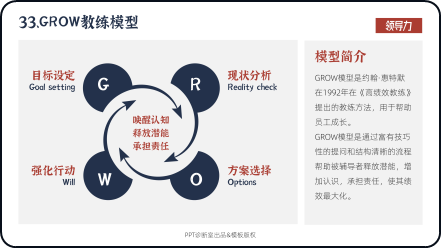 33.GROW教练模型
领导力
目标设定
Goal setting
G
R
现状分析
Reality check
唤醒认知
释放潜能
承担责任
强化行动
Will
W
O
方案选择
Options
模型简介
GROW模型是约翰·惠特默
在1992年在《高绩效教练》
提出的教练方法，用于帮助
员工成长。
GROW模型是通过富有技巧
性的提问和结构清晰的流程
帮助被辅导者释放潜能，增
加认识，承担责任，使其绩
效最大化。
PPT诊断室出品&模板版权